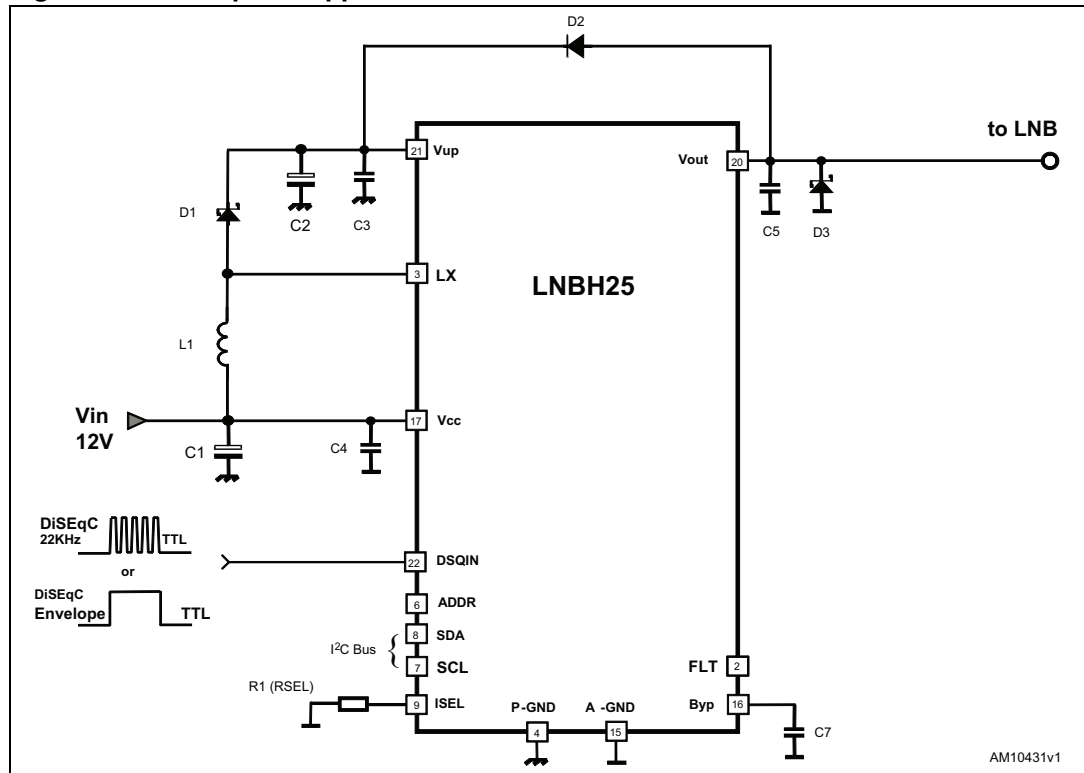 D2
to LNB
21 Vup
Vout 20
D1
C2
C3
C5
D3
3 LX
LNBH25
L1
Vin
12V
17 Vcc
C1
C4
DiSEqC
22KHz
TTL
or
DiSEqC
Envelope
TTL
22 DSQIN
6 ADDR
8 SDA
I²C Bus {
7 SCL
FLT 2
R1 (RSEL)
9 ISEL
P-GND
A -GND
Byp 16
4
15
C7
AM10431v1